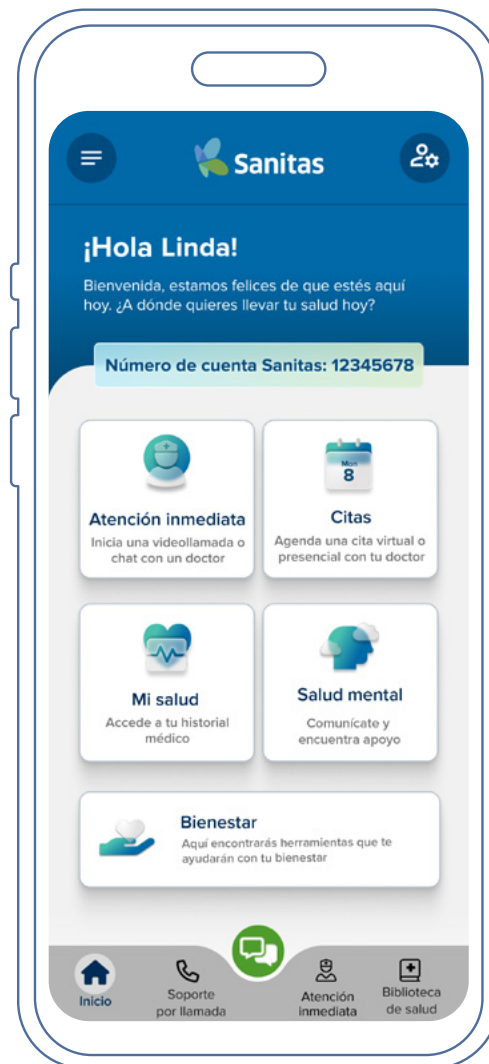 Sanitas
¡Hola Linda!
Bienvenida, estamos felices de que estés aquí
hoy. ¿A dónde quieres llevar tu salud hoy?
Número de cuenta Sanitas: 12345678
Atención inmediata
Inicia una videollamada o
chat con un doctor
Mon
8
Citas
Agenda una cita virtual o
presencial con tu doctor
Mi salud
Accede a tu historial
médico
Salud mental
Comunícate y
encuentra apoyo
Bienestar
Aquí encontrarás herramientas que te
ayudarán con tu bienestar
Inicio
Soporte
por llamada
Atención
inmediata
Biblioteca
de salud